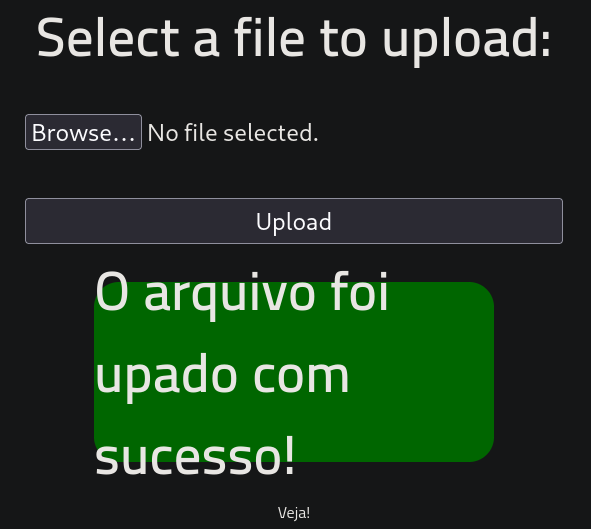 Select a file to upload:
Browse... No file selected.
Upload
O arquivo foi
upado com
sucesso!
Veja!